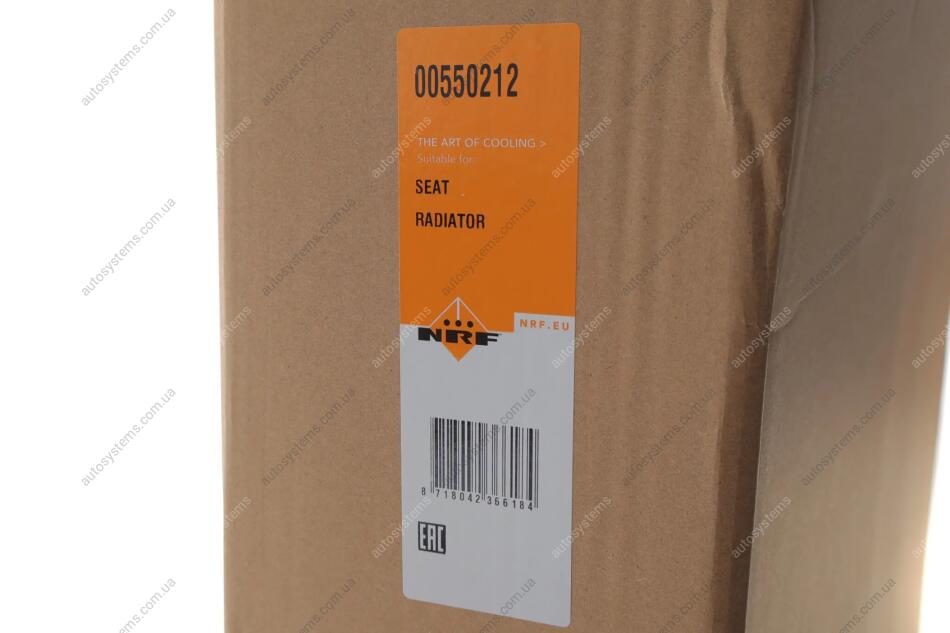 00550212
THE ART OF COOLING >
Suitable for:
SEAT
RADIATOR
NRF.EU
NRF
8 718042 366184
EAC
autosystems.com.ua